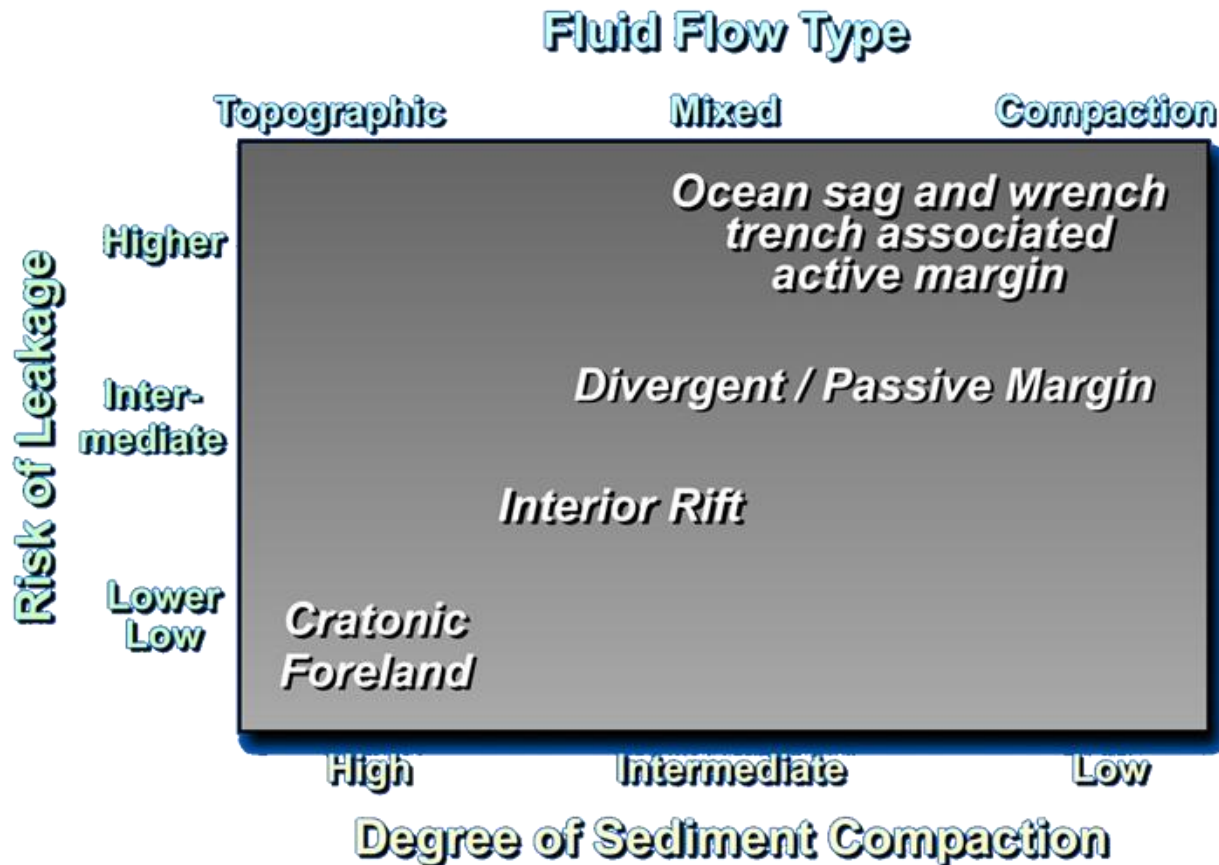 Fluid Flow Type
Topographic Mixed Compaction
Ocean sag and wrench
trench associated
active margin
Higher
Divergent / Passive Margin
Inter-
mediate
Interior Rift
Lower
Low
Cratonic
Foreland
Risk of Leakage
High Intermediate Low
Degree of Sediment Compaction